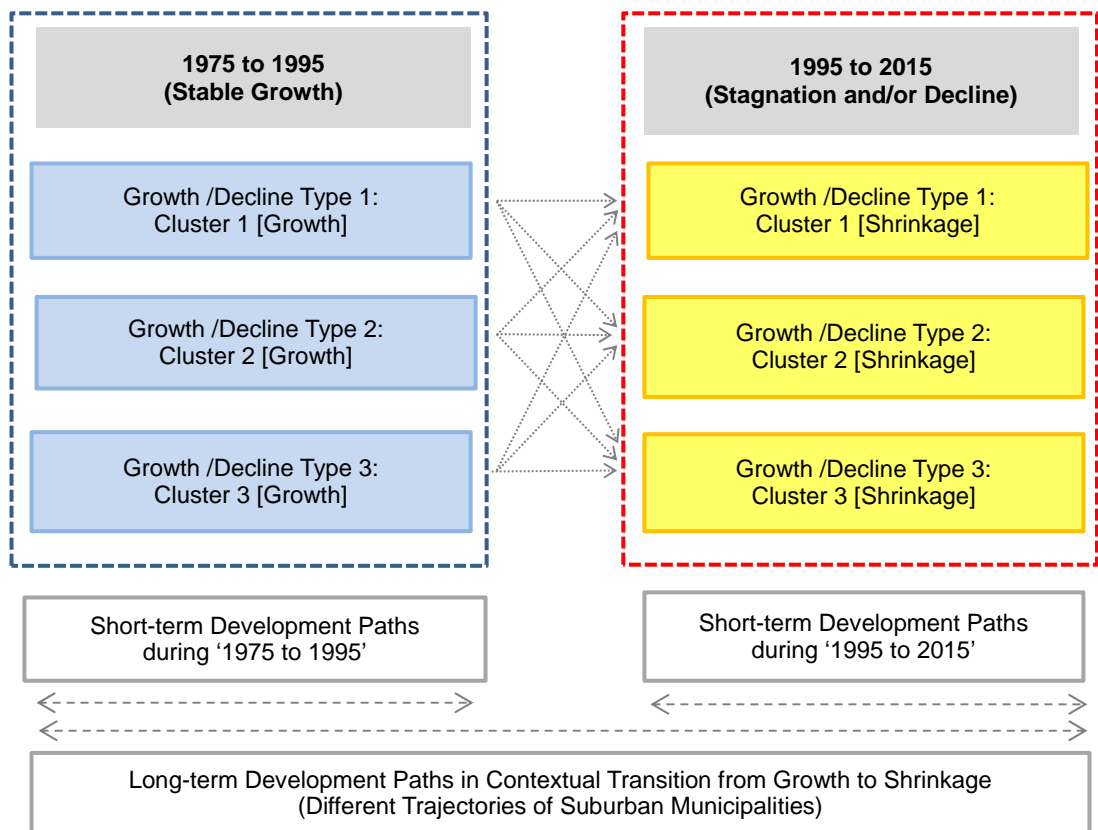 1975 to 1995
(Stable Growth)
1995 to 2015
(Stagnation and/or Decline)
Growth /Decline Type 1:
Cluster 1 [Growth]
Growth /Decline Type 1:
Cluster 1 [Shrinkage]
Growth /Decline Type 2:
Cluster 2 [Growth]
Growth /Decline Type 2:
Cluster 2 [Shrinkage]
Growth /Decline Type 3:
Cluster 3 [Growth]
Growth /Decline Type 3:
Cluster 3 [Shrinkage]
Short-term Development Paths
during ‘1975 to 1995’
Short-term Development Paths
during ‘1995 to 2015’
Long-term Development Paths in Contextual Transition from Growth to Shrinkage
(Different Trajectories of Suburban Municipalities)